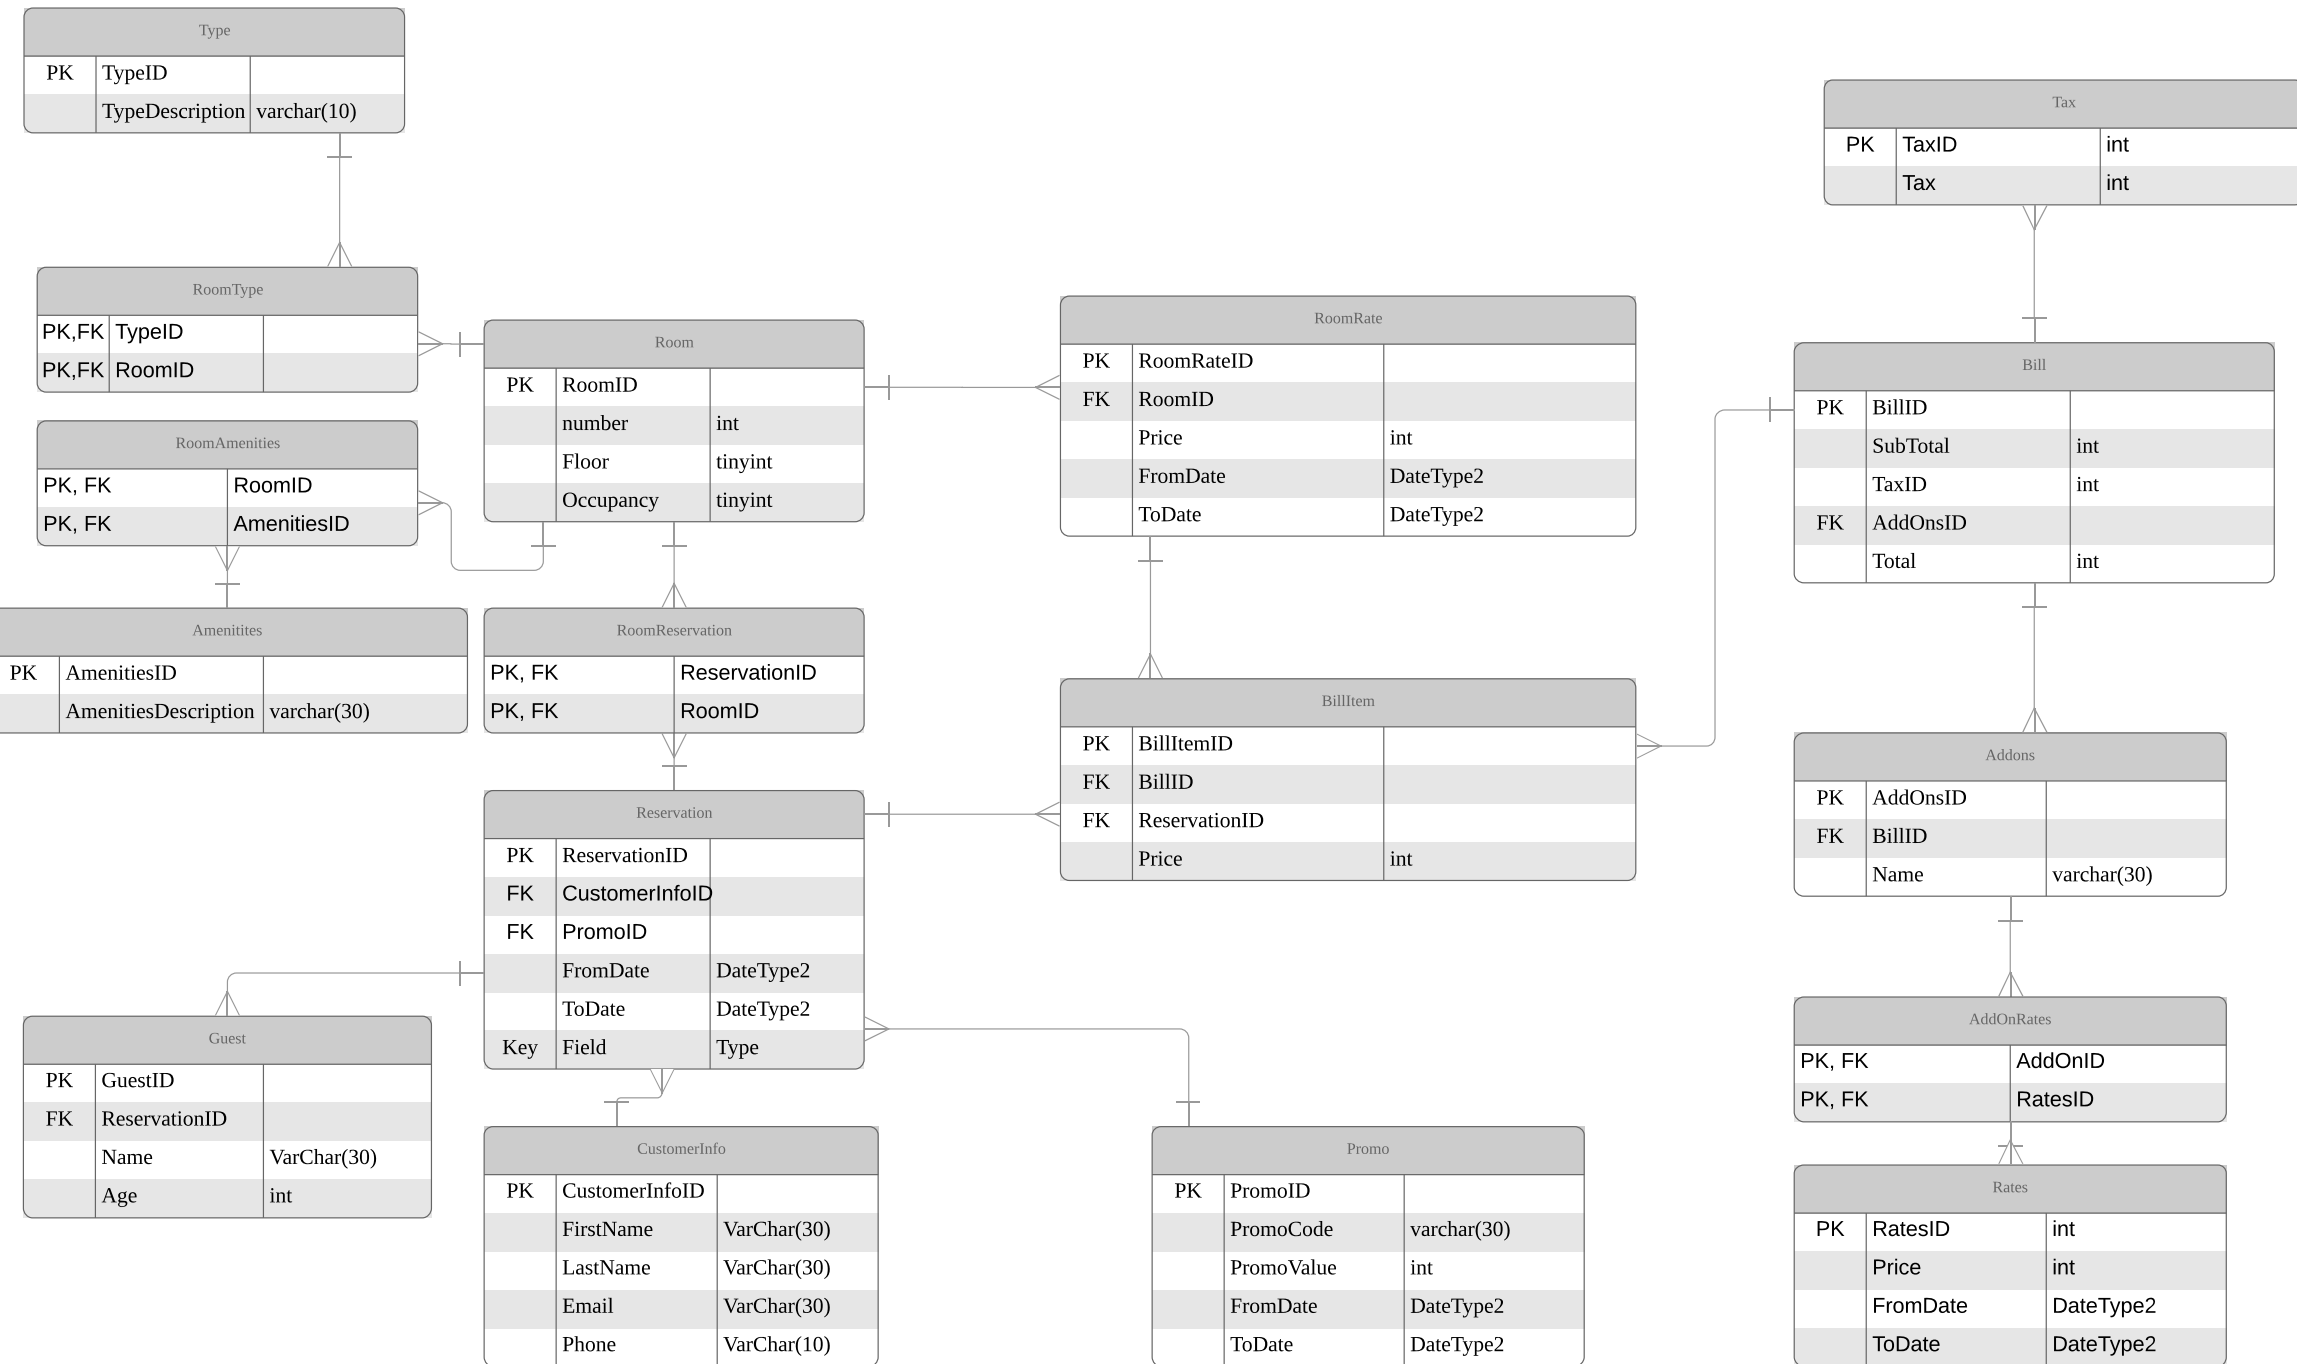 Type
PK TypeID
TypeDescription varchar(10)
Tax
PK TaxID int
Tax int
RoomType
PK,FK TypeID
PK,FK RoomID
Room
PK RoomID
number int
Floor tinyint
Occupancy tinyint
RoomRate
PK RoomRateID
FK RoomID
Price int
FromDate DateType2
ToDate DateType2
Bill
PK BillID
SubTotal int
TaxID int
FK AddOnsID
Total int
RoomAmenities
PK, FK RoomID
PK, FK AmenitiesID
Amenitites
PK AmenitiesID
AmenitiesDescription varchar(30)
RoomReservation
PK, FK ReservationID
PK, FK RoomID
BillItem
PK BillItemID
FK BillID
FK ReservationID
Price int
Addons
PK AddOnsID
FK BillID
Name varchar(30)
Reservation
PK ReservationID
FK CustomerInfoID
FK PromoID
FromDate DateType2
ToDate DateType2
Key Field Type
Guest
PK GuestID
FK ReservationID
Name VarChar(30)
Age int
AddOnRates
PK, FK AddOnID
PK, FK RatesID
CustomerInfo
PK CustomerInfoID
FirstName VarChar(30)
LastName VarChar(30)
Email VarChar(30)
Phone VarChar(10)
Promo
PK PromoID
PromoCode varchar(30)
PromoValue int
FromDate DateType2
ToDate DateType2
Rates
PK RatesID int
Price int
FromDate DateType2
ToDate DateType2